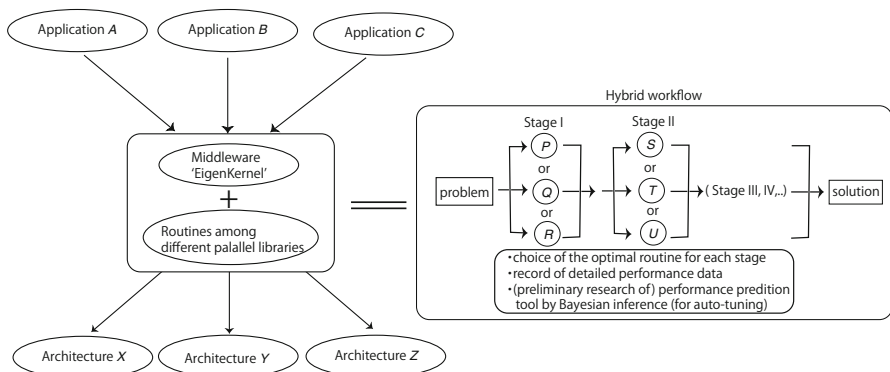 Application A
Application B
Application C
Middleware
'EigenKernel'
+
Routines among
different palallel libraries
Architecture X
Architecture Y
Architecture Z
Hybrid workflow
Stage I
Stage II
problem
P
or
Q
or
R
S
or
T
or
U
( Stage III, IV,..)
solution
・choice of the optimal routine for each stage
・record of detailed performance data
・(preliminary research of) performance predition
tool by Bayesian inference (for auto-tuning)